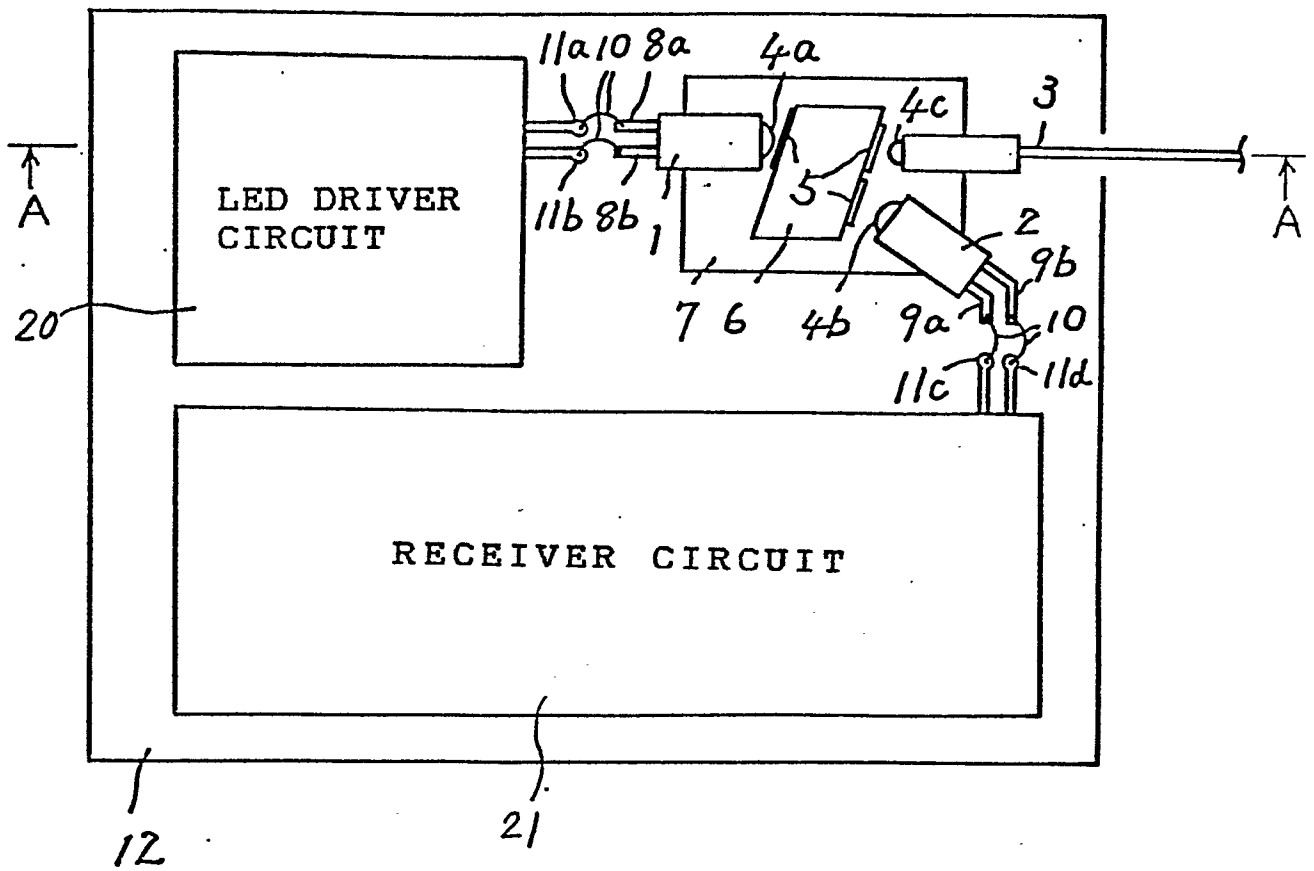 11a 10 8a 4a
4c 3
A A
LED DRIVER
CIRCUIT
5
11b 8b 1
2
9b
20
7 6 4b 9a 10
11c 11d
RECEIVER CIRCUIT
12
21